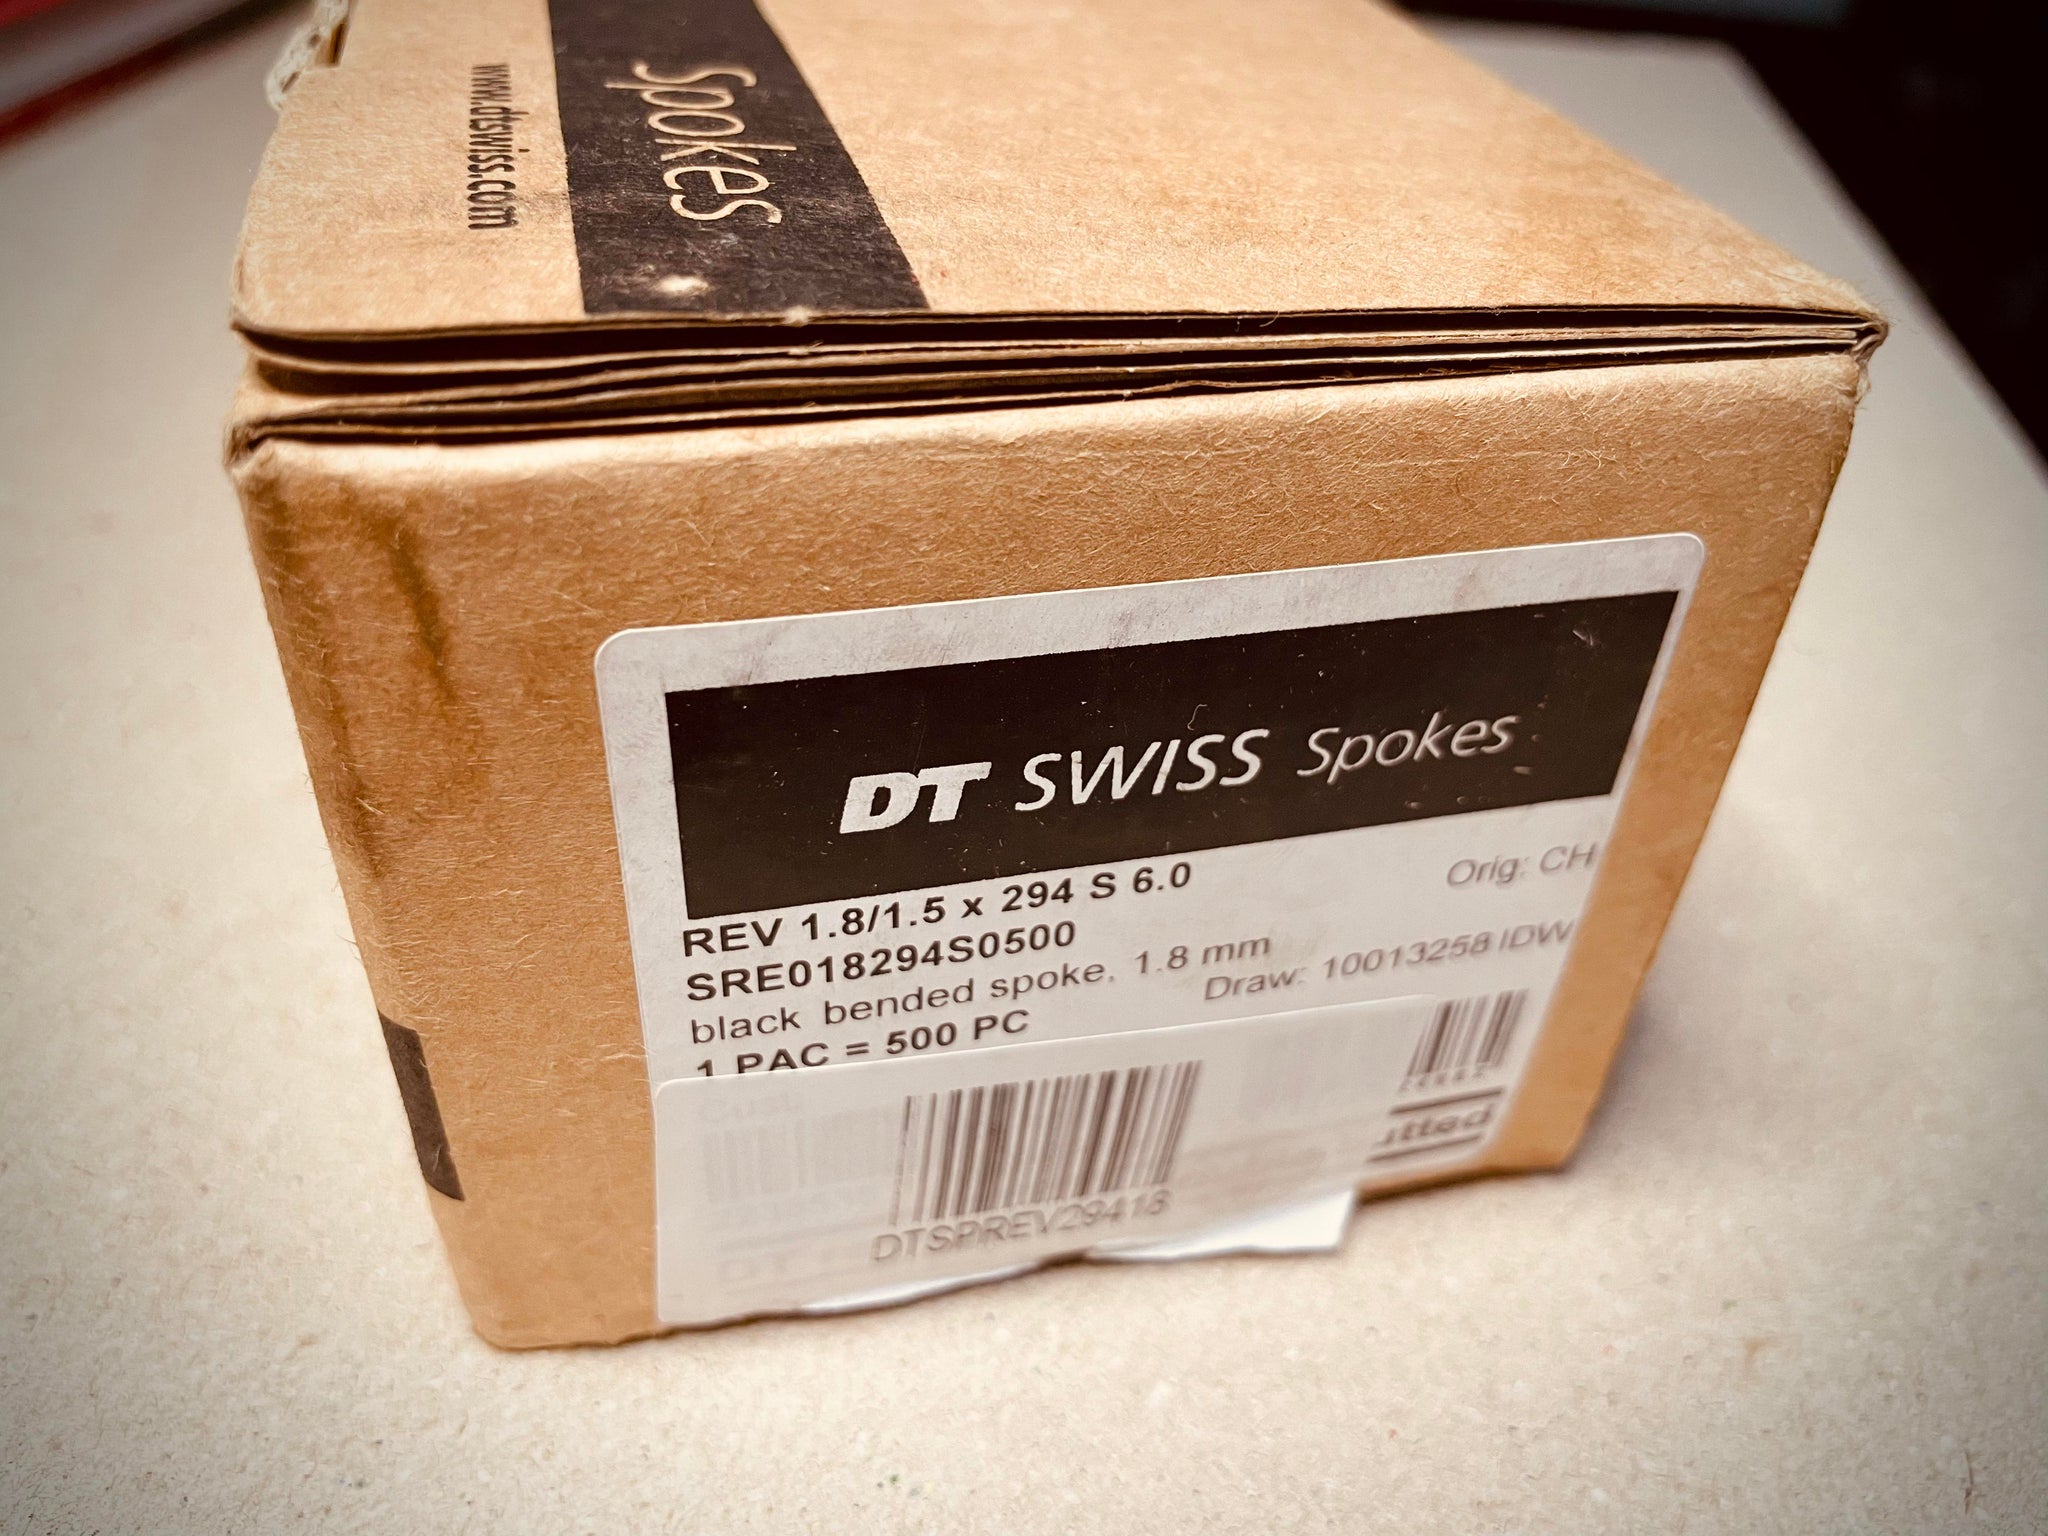 Spokes
www.dtswiss.com
DT SWISS Spokes
REV 1.8/1.5 x 294 S 6.0
Orig: CH
SRE018294S0500
black bended spoke, 1.8 mm
Draw: 10013258 IDW
1 PAC = 500 PC
DTSPREV29418